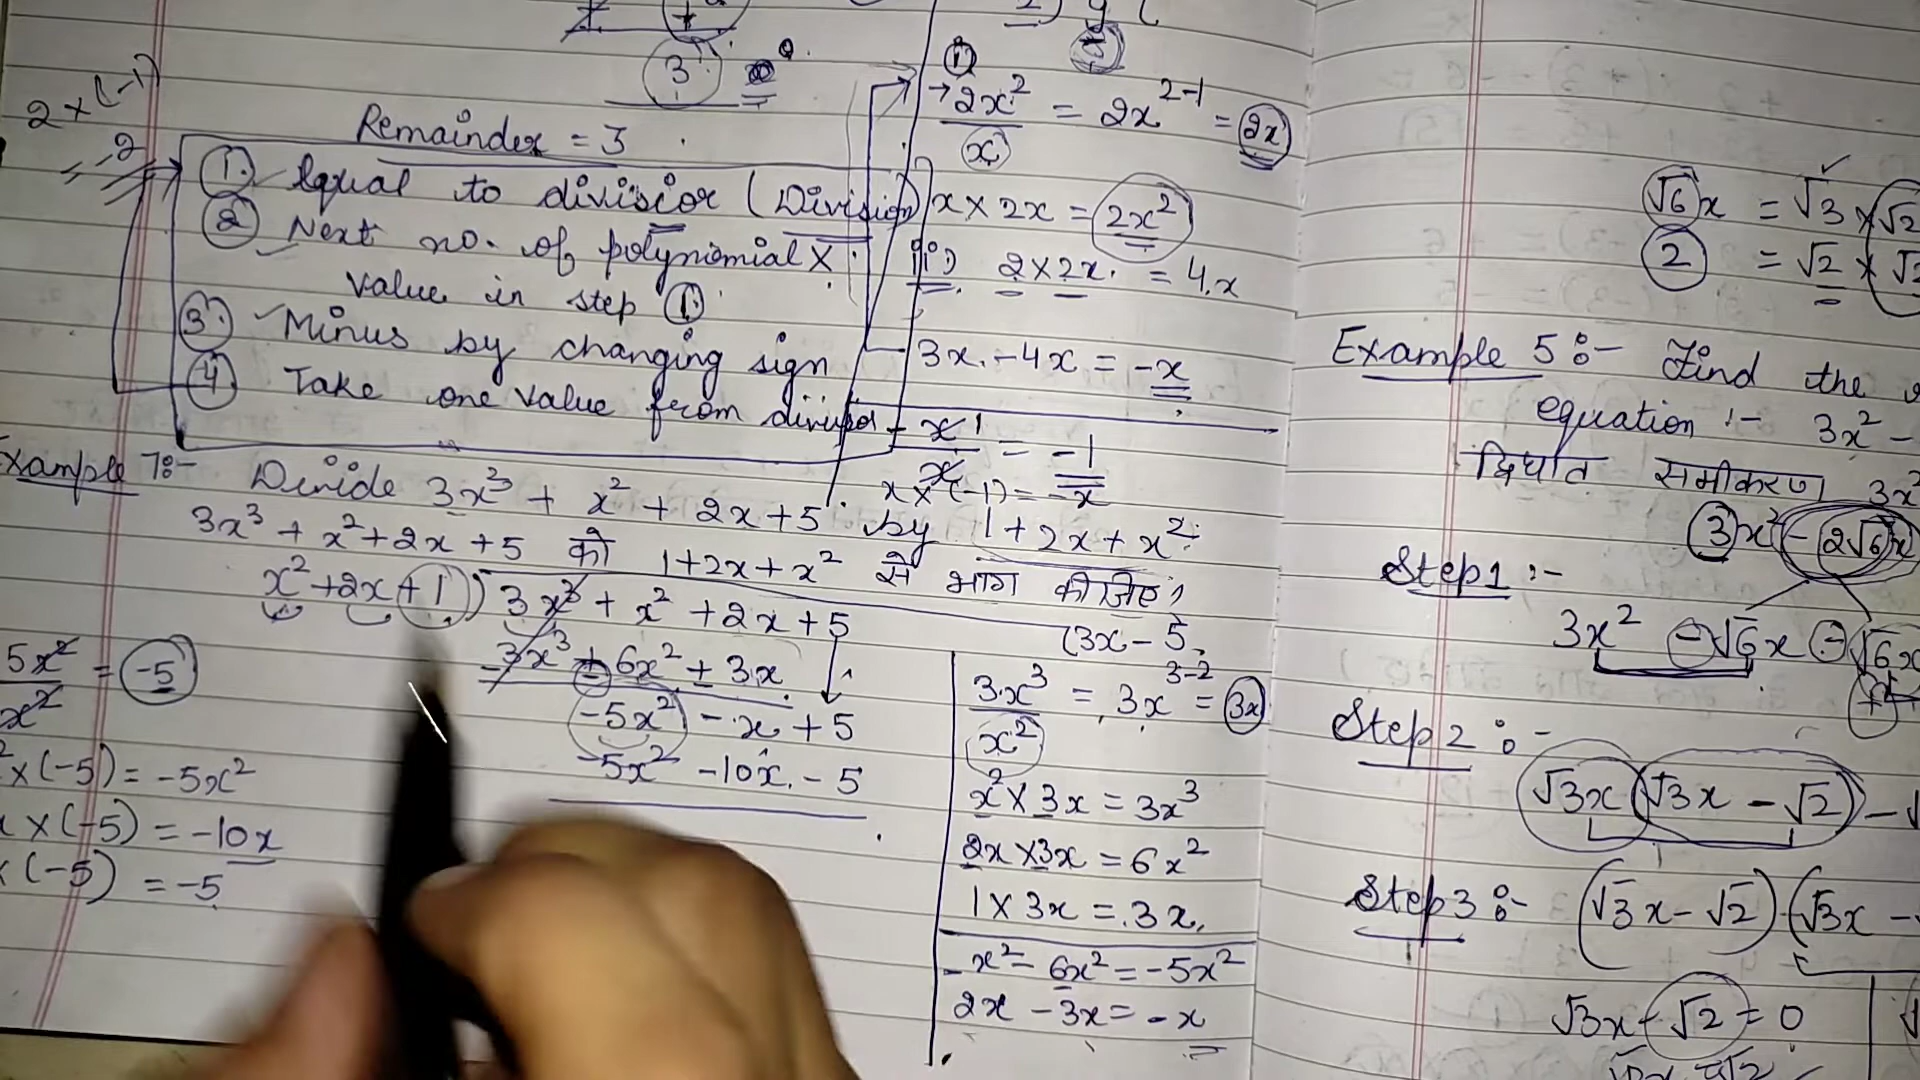 2x(-1)
-2
3
Remainder = 3
① Equal to divisior (Division)
② Next no. of polynomial x
value in step ①
③ Minus by changing sign
④ Take one value from divisor
i)
→ 2x² / x = 2x²⁻¹ = 2x
x × 2x = 2x²
ii) 2 × 2x = 4x
3x - 4x = -x
-x / x = -1
x × (-1) = -x
Example 7:- Divide 3x³ + x² + 2x + 5 by 1 + 2x + x²
3x³ + x² + 2x + 5 को 1 + 2x + x² से भाग कीजिए?
x² + 2x + 1 ) 3x³ + x² + 2x + 5 (3x - 5
3x³ + 6x² + 3x
-5x² - x + 5
-5x² - 10x - 5
5x² / x² = -5
x(-5) = -5x²
x(-5) = -10x
x(-5) = -5
3x³ / x² = 3x³⁻² = 3x
x² × 3x = 3x³
2x × 3x = 6x²
1 × 3x = 3x
x² - 6x² = -5x²
2x - 3x = -x
√6x = √3 × √2
2 = √2 × √2
Example 5:- Find the
equation :- 3x² -
द्विघात समीकरण 3x²
3x² - 2√6x
Step1 :-
3x² - √6x - √6x
Step 2 :-
√3x (√3x - √2) - √
Step 3 :- (√3x - √2) (√3x -
√3x - √2 = 0